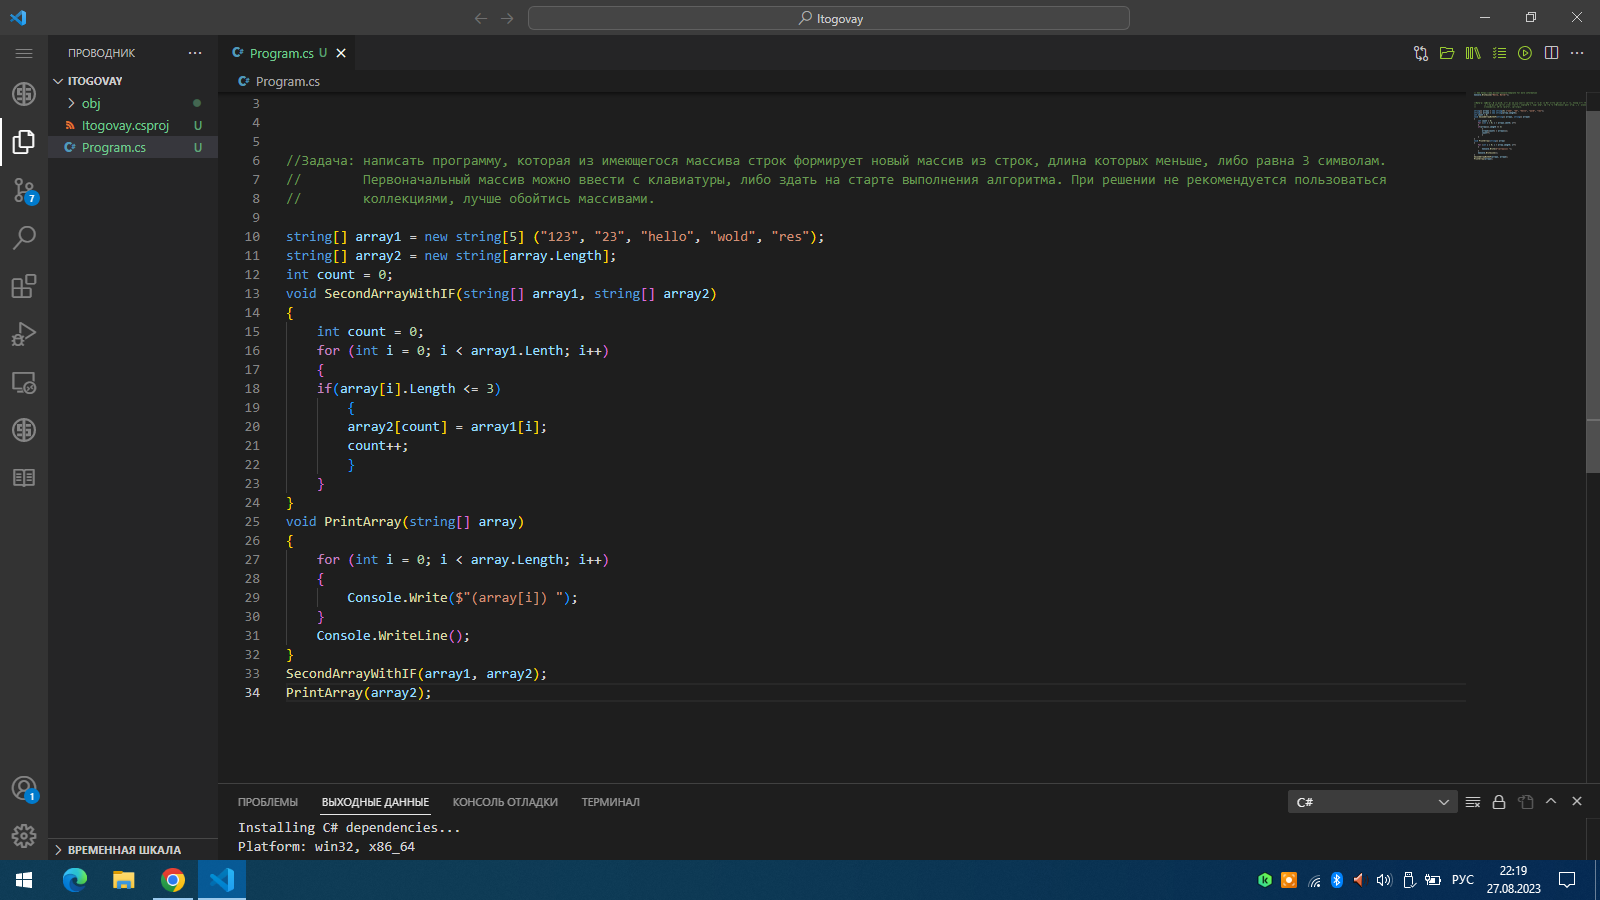 Itogovay
ПРОВОДНИК
Program.cs U
ITOGOVAY
obj
Itogovay.csproj U
Program.cs U
7
Program.cs
3
4
5
6 //Задача: написать программу, которая из имеющегося массива строк формирует новый массив из строк, длина которых меньше, либо равна 3 символам.
7 // Первоначальный массив можно ввести с клавиатуры, либо здать на старте выполнения алгоритма. При решении не рекомендуется пользоваться
8 // коллекциями, лучше обойтись массивами.
9
10 string[] array1 = new string[5] ("123", "23", "hello", "wold", "res");
11 string[] array2 = new string[array.Length];
12 int count = 0;
13 void SecondArrayWithIF(string[] array1, string[] array2)
14 {
15 int count = 0;
16 for (int i = 0; i < array1.Lenth; i++)
17 {
18 if(array[i].Length <= 3)
19 {
20 array2[count] = array1[i];
21 count++;
22 }
23 }
24 }
25 void PrintArray(string[] array)
26 {
27 for (int i = 0; i < array.Length; i++)
28 {
29 Console.Write($"(array[i]) ");
30 }
31 Console.WriteLine();
32 }
33 SecondArrayWithIF(array1, array2);
34 PrintArray(array2);
1
ПРОБЛЕМЫ ВЫХОДНЫЕ ДАННЫЕ КОНСОЛЬ ОТЛАДКИ ТЕРМИНАЛ C#
Installing C# dependencies...
Platform: win32, x86_64
ВРЕМЕННАЯ ШКАЛА
РУС
22:19
27.08.2023